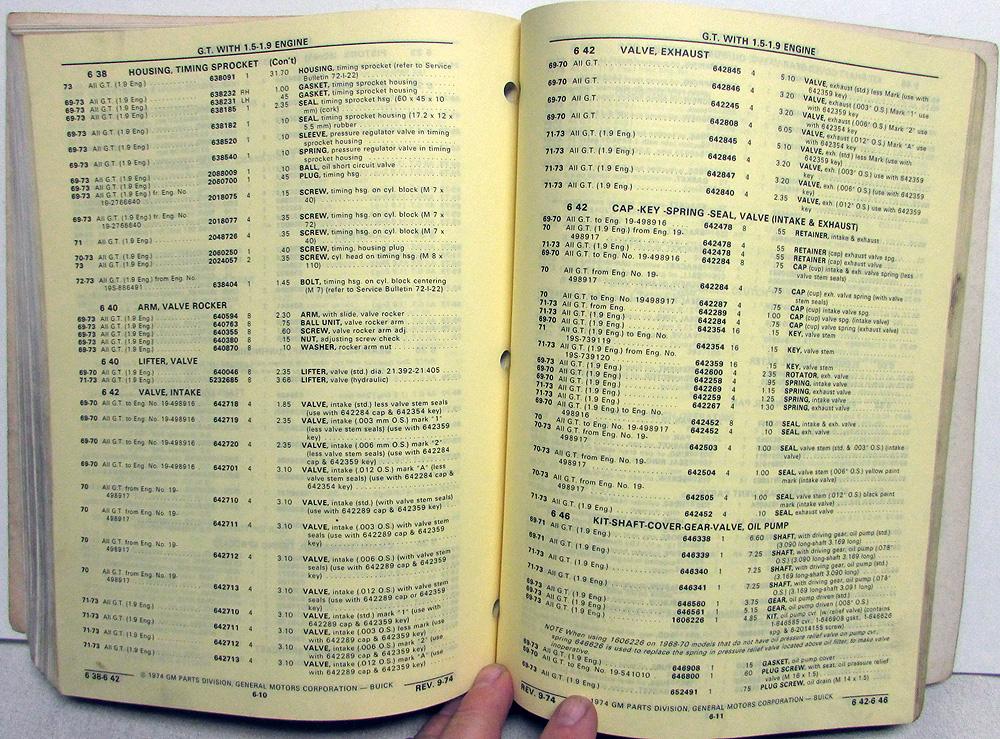 G.T. WITH 1.5-1.9 ENGINE
6 38 HOUSING, TIMING SPROCKET (Con't)
73 All G.T. (1.9 Eng) 638091 1 31.70 HOUSING, timing sprocket (refer to Service
Bulletin 72-I-22)
69-73 All G.T. (1.9 Eng.) 638232 RH 1.00 GASKET, timing sprocket housing
69-73 All G.T. (1.9 Eng.) 638231 LH .45 GASKET, timing sprocket housing
69-73 All G.T. (1.9 Eng.) 638185 1 2.35 SEAL, timing sprocket hsg. (60 x 45 x 10
mm) (cork)
69-73 All G.T. (1.9 Eng.) 638182 1 .10 SEAL, timing sprocket housing (17.2 x 12 x
5.5 mm) rubber
69-73 All G.T. (1.9 Eng.) 638520 1 .10 SLEEVE, pressure regulator valve in timing
sprocket housing
69-73 All G.T. (1.9 Eng.) 638540 1 .10 SPRING, pressure regulator valve in timing
sprocket housing
69-73 All G.T. (1.9 Eng.) 2088009 1 .10 BALL, oil short circuit valve
69-73 All G.T. (1.9 Eng.) 2060700 1 .45 PLUG, timing hsg.
69-73 All G.T. (1.9 Eng.) fr. Eng. No. 2018075 4 .15 SCREW, timing hsg. on cyl. block (M 7 x
19-2766640 40)
69-73 All G.T. (1.9 Eng.) fr. Eng. No. 2018077 4 .35 SCREW, timing hsg. on cyl. block (M 7 x
19-2766640 72)
71 All G.T. (1.9 Eng.) 2048726 4 .35 SCREW, timing hsg. on cyl. block (M 7 x
40)
70-73 All G.T. (1.9 Eng.) 2060250 1 .40 SCREW, timing. housing plug
73 All G.T. (1.9 Eng.) 2024057 2 .35 SCREW, cyl. head on timing hsg. (M 8 x
110)
72-73 All G.T. (1.9 Eng.) from Eng. No. 638404 1 1.45 BOLT, timing hsg. on cyl. block centering
19S-886491 (M 7) (refer to Service Bulletin 72-I-22)
6 40 ARM, VALVE ROCKER
69-73 All G.T. (1.9 Eng.) 640594 8 2.30 ARM, with slide, valve rocker
69-73 All G.T. (1.9 Eng.) 640763 8 .75 BALL UNIT, valve rocker arm
69-73 All G.T. (1.9 Eng.) 640355 8 .60 SCREW, valve rocker arm adj.
69-73 All G.T. (1.9 Eng.) 640380 8 .15 NUT, adjusting screw check
69-73 All G.T. (1.9 Eng.) 640870 8 .10 WASHER, rocker arm nut
6 40 LIFTER, VALVE
69-70 All G.T. (1.9 Eng.) 640046 8 2.35 LIFTER, valve (std.) dia. 21.392-21.405
71-73 All G.T. (1.9 Eng.) 5232685 8 3.66 LIFTER, valve (hydraulic)
6 42 VALVE, INTAKE
69-70 All G.T. to Eng. No. 19-498916 642718 4 1.85 VALVE, intake (std.) less valve stem seals
(use with 642284 cap & 642354 key)
69-70 All G.T. to Eng. No. 19-498916 642719 4 2.35 VALVE, intake (.003 mm O.S.) mark "1"
(less valve stem seals) (use with 642359
key)
69-70 All G.T. to Eng. No. 19-498916 642720 4 2.35 VALVE, intake (.006 mm O.S.) mark "2"
(less valve stem seals) (use with 642284
cap & 642359 key)
69-70 All G.T. to Eng. No. 498916 642701 4 3.10 VALVE, intake (.012 O.S.) mark "A" (less
valve stem seals) (use with 642284 cap &
642354 key)
70 All G.T. from Eng. No. 19- 642710 4 3.10 VALVE, intake (std.) (with valve stem seals)
498917 (use with 642289 cap & 642359 key)
70 All G.T. from Eng. No. 19- 642711 4 3.10 VALVE, intake (.003 O.S.) with valve stem
498917 seals) (use with 642289 cap & 642359
key)
70 All G.T. from Eng. No. 19- 642712 4 3.10 VALVE, intake (.006 O.S.) (with valve stem
498917 seals) (use with 642289 cap & 642359
key)
70 All G.T. from Eng. No. 19- 642713 4 3.10 VALVE, intake (.012 O.S.) with valve stem
498917 seals (use with 642289 cap or 642359
key)
71-73 All G.T. (1.9 Eng.) 642710 4 3.10 VALVE, intake (std.) mark "1" (use with
642289 cap & 642359 key)
71-73 All G.T. (1.9 Eng.) 642711 4 3.10 VALVE, intake (.003 O.S.) less mark (use
with 642289 cap & 642359 key)
71-73 All G.T. (1.9 Eng.) 642712 4 3.10 VALVE, intake (.006 O.S.) mark "2" (use
with 642289 cap & 642359 key)
71-73 All G.T. (1.9 Eng.) 642713 4 3.10 VALVE, intake (.012 O.S.) mark "A" (use
with 642289 cap & 642359 key)
6 38-6 42 © 1974 GM PARTS DIVISION, GENERAL MOTORS CORPORATION — BUICK REV. 9-74
6-10
G.T. WITH 1.5-1.9 ENGINE
6 42 VALVE, EXHAUST
69-70 All G.T. 642845 4 5.10 VALVE, exhaust (std.) less Mark (use with
642359 key)
69-70 All G.T. 642846 4 3.20 VALVE, exhaust (.003" O.S.) Mark "1" use
with 642359 key
69-70 All G.T. 642245 4 3.20 VALVE, exhaust (.006" O.S.) Mark "2" use
with 642354 key
69-70 All G.T. 642808 4 6.05 VALVE, exhaust (.012" O.S.) Mark "A" (use
with 642354 key)
71-73 All G.T. (1.9 Eng.) 642845 4 5.10 VALVE, exh. (std.) less Mark (use with
642359 key)
71-73 All G.T. (1.9 Eng.) 642846 4 3.20 VALVE, exh. (.003" O.S.) (use with 642359
key)
71-73 All G.T. (1.9 Eng.) 642847 4 3.20 VALVE, exh. (.006" O.S.) (use with 642359
key)
71-73 All G.T. (1.9 Eng.) 642840 4 2.35 VALVE, exh. (.012" O.S.) use with 642359
key
6 42 CAP -KEY -SPRING -SEAL, VALVE (INTAKE & EXHAUST)
69-70 All G.T. to Eng. 19-498916 642478 8 .55 RETAINER, intake & exhaust
70 All G.T. (1.9 Eng.) from Eng. 19-
498917 642478 4 .55 RETAINER (cap) exhaust valve spg.
71-73 All G.T. (1.9 Eng.) 642478 4 .55 RETAINER (cap) exhaust valve
69-70 All G.T. to Eng. No. 19-498916 642284 8 .75 CAP (cup) intake & exh. valve spring (less
valve stem seals)
70 All G.T. from Eng. No. 19-
498917 642284 4 .75 CAP (cup) exh. valve spring (with valve
stem seals)
70 All G.T. to Eng. No. 19498917 642287 4 .75 CAP (cup) intake valve spg.
71-73 All G.T. from Eng. 642289 4 1.00 CAP (cup) valve spg. (intake valve)
69-70 All G.T. (1.9 Eng.) 642284 4 .75 CAP (cup) valve spring (exhaust valve)
71 All G.T. (1.9 Eng.) to Eng. No. 642354 16 .15 KEY, valve stem
19S-739119
71-73 All G.T. (1.9 Eng.) from Eng. No. 642354 16
19S-739120 642359 16 .15 KEY, valve stem
69-73 All G.T. (1.9 Eng.) 642600 4 2.35 ROTATOR, exh. valve
69-70 All G.T. (1.9 Eng.) 642258 4 .95 SPRING, intake valve
69-70 All G.T. (1.9 Eng.) 642269 4 1.15 SPRING, exhaust valve
71-73 All G.T. (1.9 Eng.) 642259 4 1.25 SPRING, intake valve
71-73 All G.T. (1.9 Eng.) 642267 4 1.30 SPRING, exhaust valve
69-70 All G.T. (1.9 Eng.) to Eng. No.
498916 642452 8 .10 SEAL, intake & exh. valve
70 All G.T. to Eng. No. 19-498917 642452 4 .10 SEAL, exh. valve
70-73 All G.T. from Eng. No. 19-
498917 642503 4 1.00 SEAL, valve stem (std. & .003" O.S.) (intake
valve)
70-73 All G.T. from Eng. No. 19-
498917 642504 4 1.00 SEAL, valve stem (.006" O.S.) yellow paint
mark (intake)
70-73 All G.T. from Eng. No. 19-
498917 642505 4 1.00 SEAL, valve stem (.012" O.S.) black paint
mark (intake)
71-73 All G.T. (1.9 Eng.) 642452 4 .10 SEAL, exhaust valve
6 46 KIT-SHAFT-COVER-GEAR-VALVE, OIL PUMP
69-71 All G.T. (1.9 Eng.) 646338 1 6.60 SHAFT, with driving gear, oil pump (std.)
(3.090 long-shaft 3.169 long)
69-71 All G.T. (1.9 Eng.) 646339 1 7.25 SHAFT, with driving gear, oil pump (.078"
O.S.) (3.090 long-shaft 3.169 long)
71-73 All G.T. (1.9 Eng.) 646340 1 7.25 SHAFT, with driving gear, oil pump (std.)
(3.169 long-shaft 3.090 long)
71-73 All G.T. (1.9 Eng.) 646341 1 7.25 SHAFT, with driving gear, oil pump (.078"
O.S.) (3.169 long-shaft 3.091 long)
69-73 All G.T. (1.9 Eng.) 646560 1 3.75 GEAR, oil pump driven (std.)
69-73 All G.T. (1.9 Eng.) 646561 1 5.15 GEAR, oil pump driven (.008" O.S.)
69-73 All G.T. (1.9 Eng.) 1606226 1 4.85 KIT, oil pump cvr. (w/relief valve) (contains
1-646585 cvr., 1-646908 gskt., 1-646626
spg. & 6-2014155 screw)
NOTE When using 1606226 on 1968-70 models that do not have oil pressure relief valve on pump cvr.,
spring 646626 is used to replace the spring in pressure relief valve located above oil filter, to make valve
inoperative.
69-73 All G.T. (1.9 Eng.) 646908 1 .15 GASKET, oil pump cover
69-70 All G.T. to Eng. No. 19-541010 646800 1 .60 PLUG SCREW, with seat; oil pressure relief
valve (M 18 x 1.5)
69-73 All G.T. (1.9 Eng.) 652491 1 .75 PLUG SCREW, oil drain (M 14 x 1.5)
REV. 9-74 1974 GM PARTS DIVISION, GENERAL MOTORS CORPORATION — BUICK 6 42-6 46
6-11